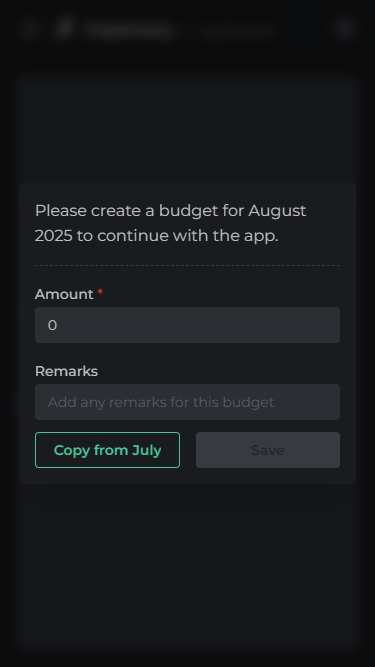 Please create a budget for August
2025 to continue with the app.
Amount *
0
Remarks
Add any remarks for this budget
Copy from July
Save